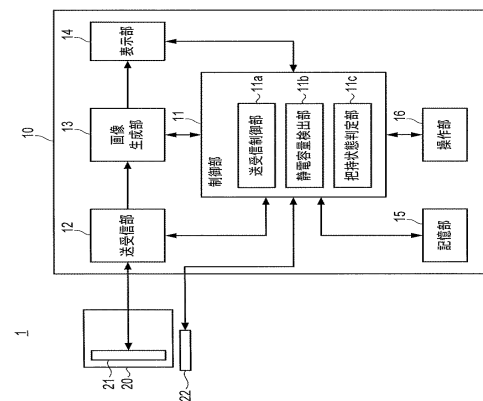 1
10
12
送受信部
13
画像
生成部
14
表示部
11
制御部
送受信制御部
11a
静電容量検出部
11b
把持状態判定部
11c
15
記憶部
16
操作部
21
20
22